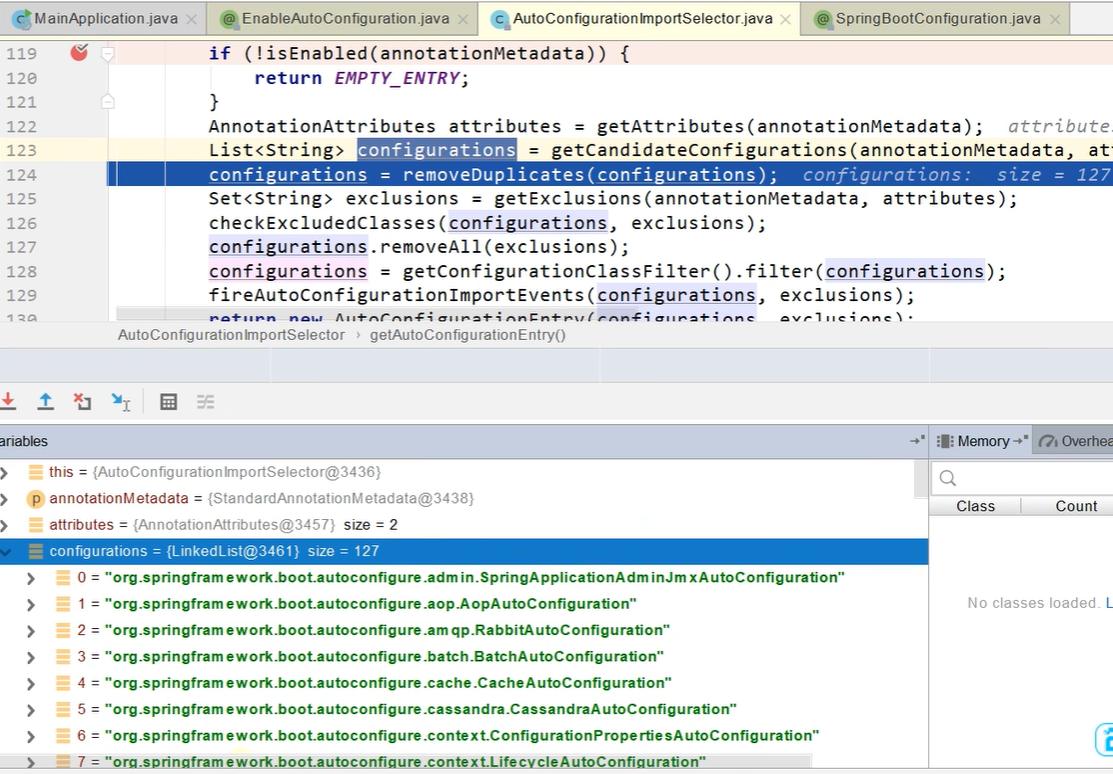 MainApplication.java
EnableAutoConfiguration.java
AutoConfigurationImportSelector.java
SpringBootConfiguration.java
119 if (!isEnabled(annotationMetadata)) {
120 return EMPTY_ENTRY;
121 }
122 AnnotationAttributes attributes = getAttributes(annotationMetadata); attribute
123 List<String> configurations = getCandidateConfigurations(annotationMetadata, at
124 configurations = removeDuplicates(configurations); configurations: size = 127
125 Set<String> exclusions = getExclusions(annotationMetadata, attributes);
126 checkExcludedClasses(configurations, exclusions);
127 configurations.removeAll(exclusions);
128 configurations = getConfigurationClassFilter().filter(configurations);
129 fireAutoConfigurationImportEvents(configurations, exclusions);
130 return new AutoConfigurationEntry(configurations, exclusions);
AutoConfigurationImportSelector › getAutoConfigurationEntry()
ariables
Memory
Overhea
this = {AutoConfigurationImportSelector@3436}
p annotationMetadata = {StandardAnnotationMetadata@3438}
attributes = {AnnotationAttributes@3457} size = 2
configurations = {LinkedList@3461} size = 127
0 = "org.springframework.boot.autoconfigure.admin.SpringApplicationAdminJmxAutoConfiguration"
1 = "org.springframework.boot.autoconfigure.aop.AopAutoConfiguration"
2 = "org.springframework.boot.autoconfigure.amqp.RabbitAutoConfiguration"
3 = "org.springframework.boot.autoconfigure.batch.BatchAutoConfiguration"
4 = "org.springframework.boot.autoconfigure.cache.CacheAutoConfiguration"
5 = "org.springframework.boot.autoconfigure.cassandra.CassandraAutoConfiguration"
6 = "org.springframework.boot.autoconfigure.context.ConfigurationPropertiesAutoConfiguration"
7 = "org.springframework.boot.autoconfigure.context.LifecycleAutoConfiguration"
Class
Count
No classes loaded. L